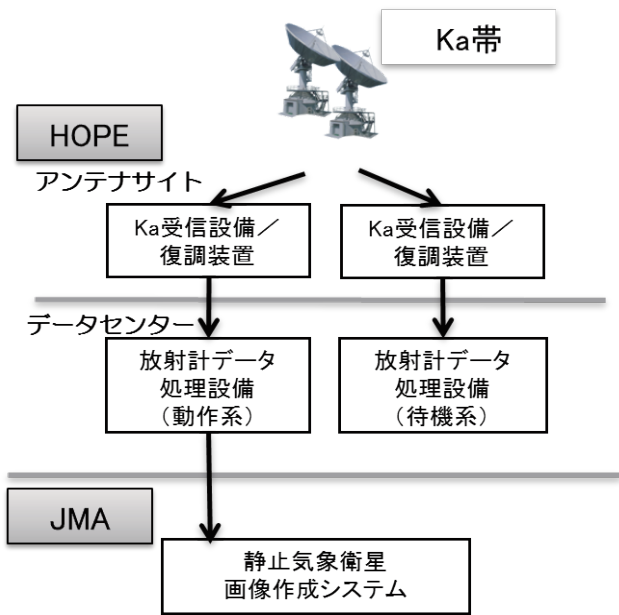 Ka帯
HOPE
アンテナサイト
Ka受信設備／
復調装置
Ka受信設備／
復調装置
データセンター
放射計データ
処理設備
（動作系）
放射計データ
処理設備
（待機系）
JMA
静止気象衛星
画像作成システム